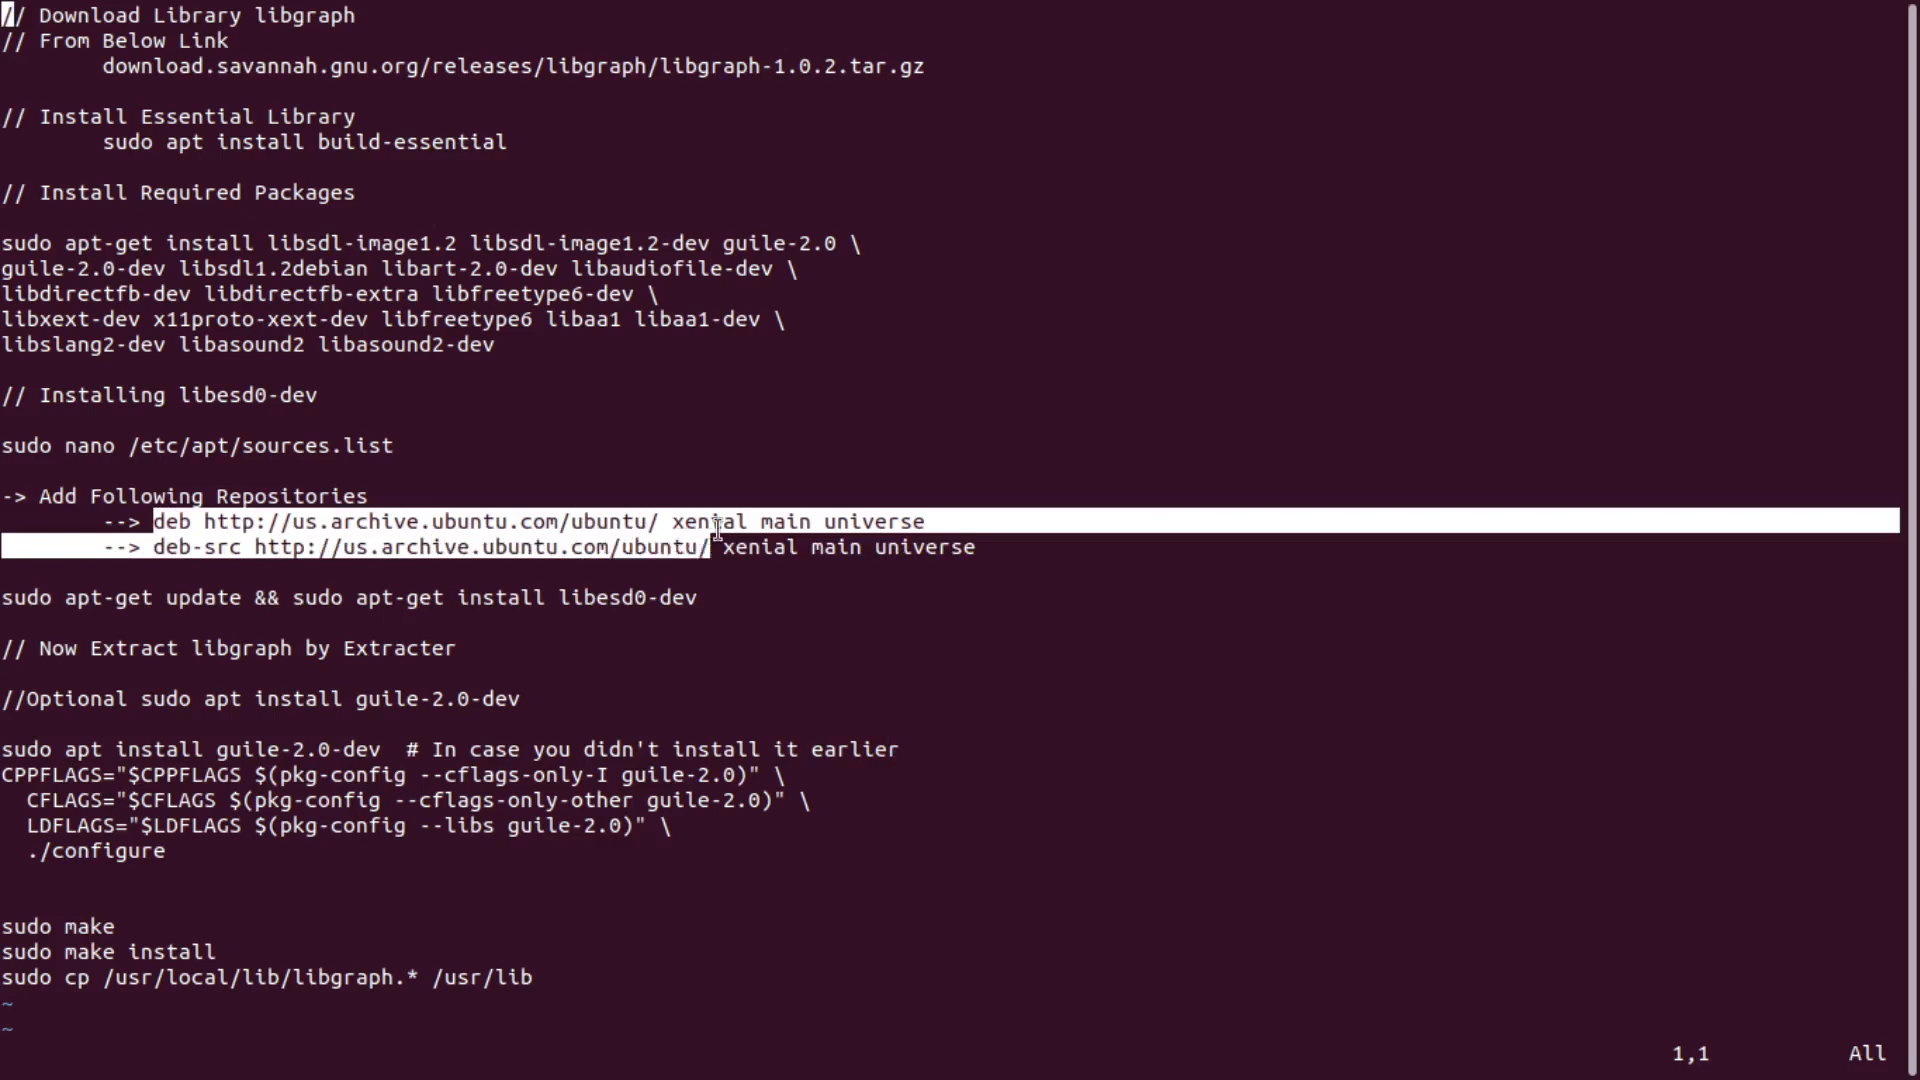 // Download Library libgraph
// From Below Link
download.savannah.gnu.org/releases/libgraph/libgraph-1.0.2.tar.gz
// Install Essential Library
sudo apt install build-essential
// Install Required Packages
sudo apt-get install libsdl-image1.2 libsdl-image1.2-dev guile-2.0 \
guile-2.0-dev libsdl1.2debian libart-2.0-dev libaudiofile-dev \
libdirectfb-dev libdirectfb-extra libfreetype6-dev \
libxext-dev x11proto-xext-dev libfreetype6 libaa1 libaa1-dev \
libslang2-dev libasound2 libasound2-dev
// Installing libesd0-dev
sudo nano /etc/apt/sources.list
-> Add Following Repositories
--> deb http://us.archive.ubuntu.com/ubuntu/ xenial main universe
--> deb-src http://us.archive.ubuntu.com/ubuntu/ xenial main universe
sudo apt-get update && sudo apt-get install libesd0-dev
// Now Extract libgraph by Extracter
//Optional sudo apt install guile-2.0-dev
sudo apt install guile-2.0-dev  # In case you didn't install it earlier
CPPFLAGS="$CPPFLAGS $(pkg-config --cflags-only-I guile-2.0)" \
CFLAGS="$CFLAGS $(pkg-config --cflags-only-other guile-2.0)" \
LDFLAGS="$LDFLAGS $(pkg-config --libs guile-2.0)" \
./configure
sudo make
sudo make install
sudo cp /usr/local/lib/libgraph.* /usr/lib
~
~
1,1 All